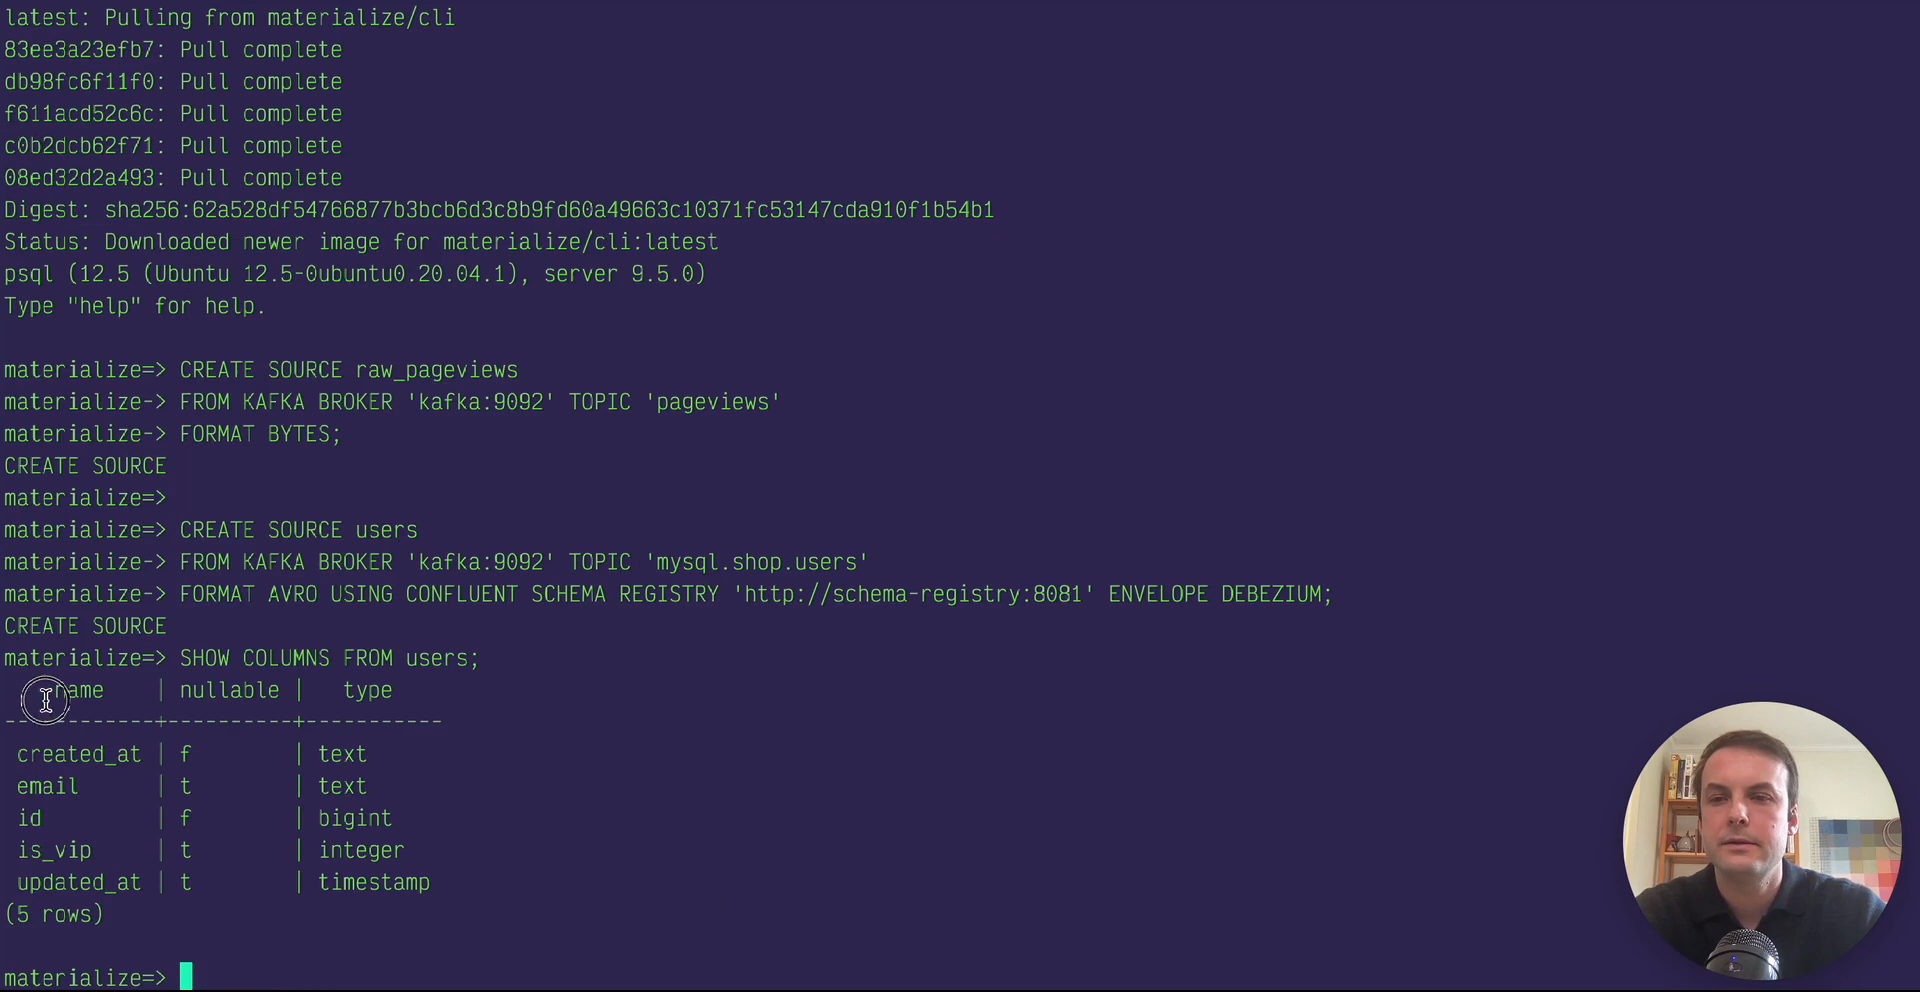 latest: Pulling from materialize/cli
83ee3a23efb7: Pull complete
db98fc6f11f0: Pull complete
f611acd52c6c: Pull complete
c0b2dcb62f71: Pull complete
08ed32d2a493: Pull complete
Digest: sha256:62a528df54766877b3bcb6d3c8b9fd60a49663c10371fc53147cda910f1b54b1
Status: Downloaded newer image for materialize/cli:latest
psql (12.5 (Ubuntu 12.5-0ubuntu0.20.04.1), server 9.5.0)
Type "help" for help.
materialize=> CREATE SOURCE raw_pageviews
materialize-> FROM KAFKA BROKER 'kafka:9092' TOPIC 'pageviews'
materialize-> FORMAT BYTES;
CREATE SOURCE
materialize=>
materialize=> CREATE SOURCE users
materialize-> FROM KAFKA BROKER 'kafka:9092' TOPIC 'mysql.shop.users'
materialize-> FORMAT AVRO USING CONFLUENT SCHEMA REGISTRY 'http://schema-registry:8081' ENVELOPE DEBEZIUM;
CREATE SOURCE
materialize=> SHOW COLUMNS FROM users;
name | nullable | type
------------+----------+-----------
created_at | f | text
email | t | text
id | f | bigint
is_vip | t | integer
updated_at | t | timestamp
(5 rows)
materialize=>